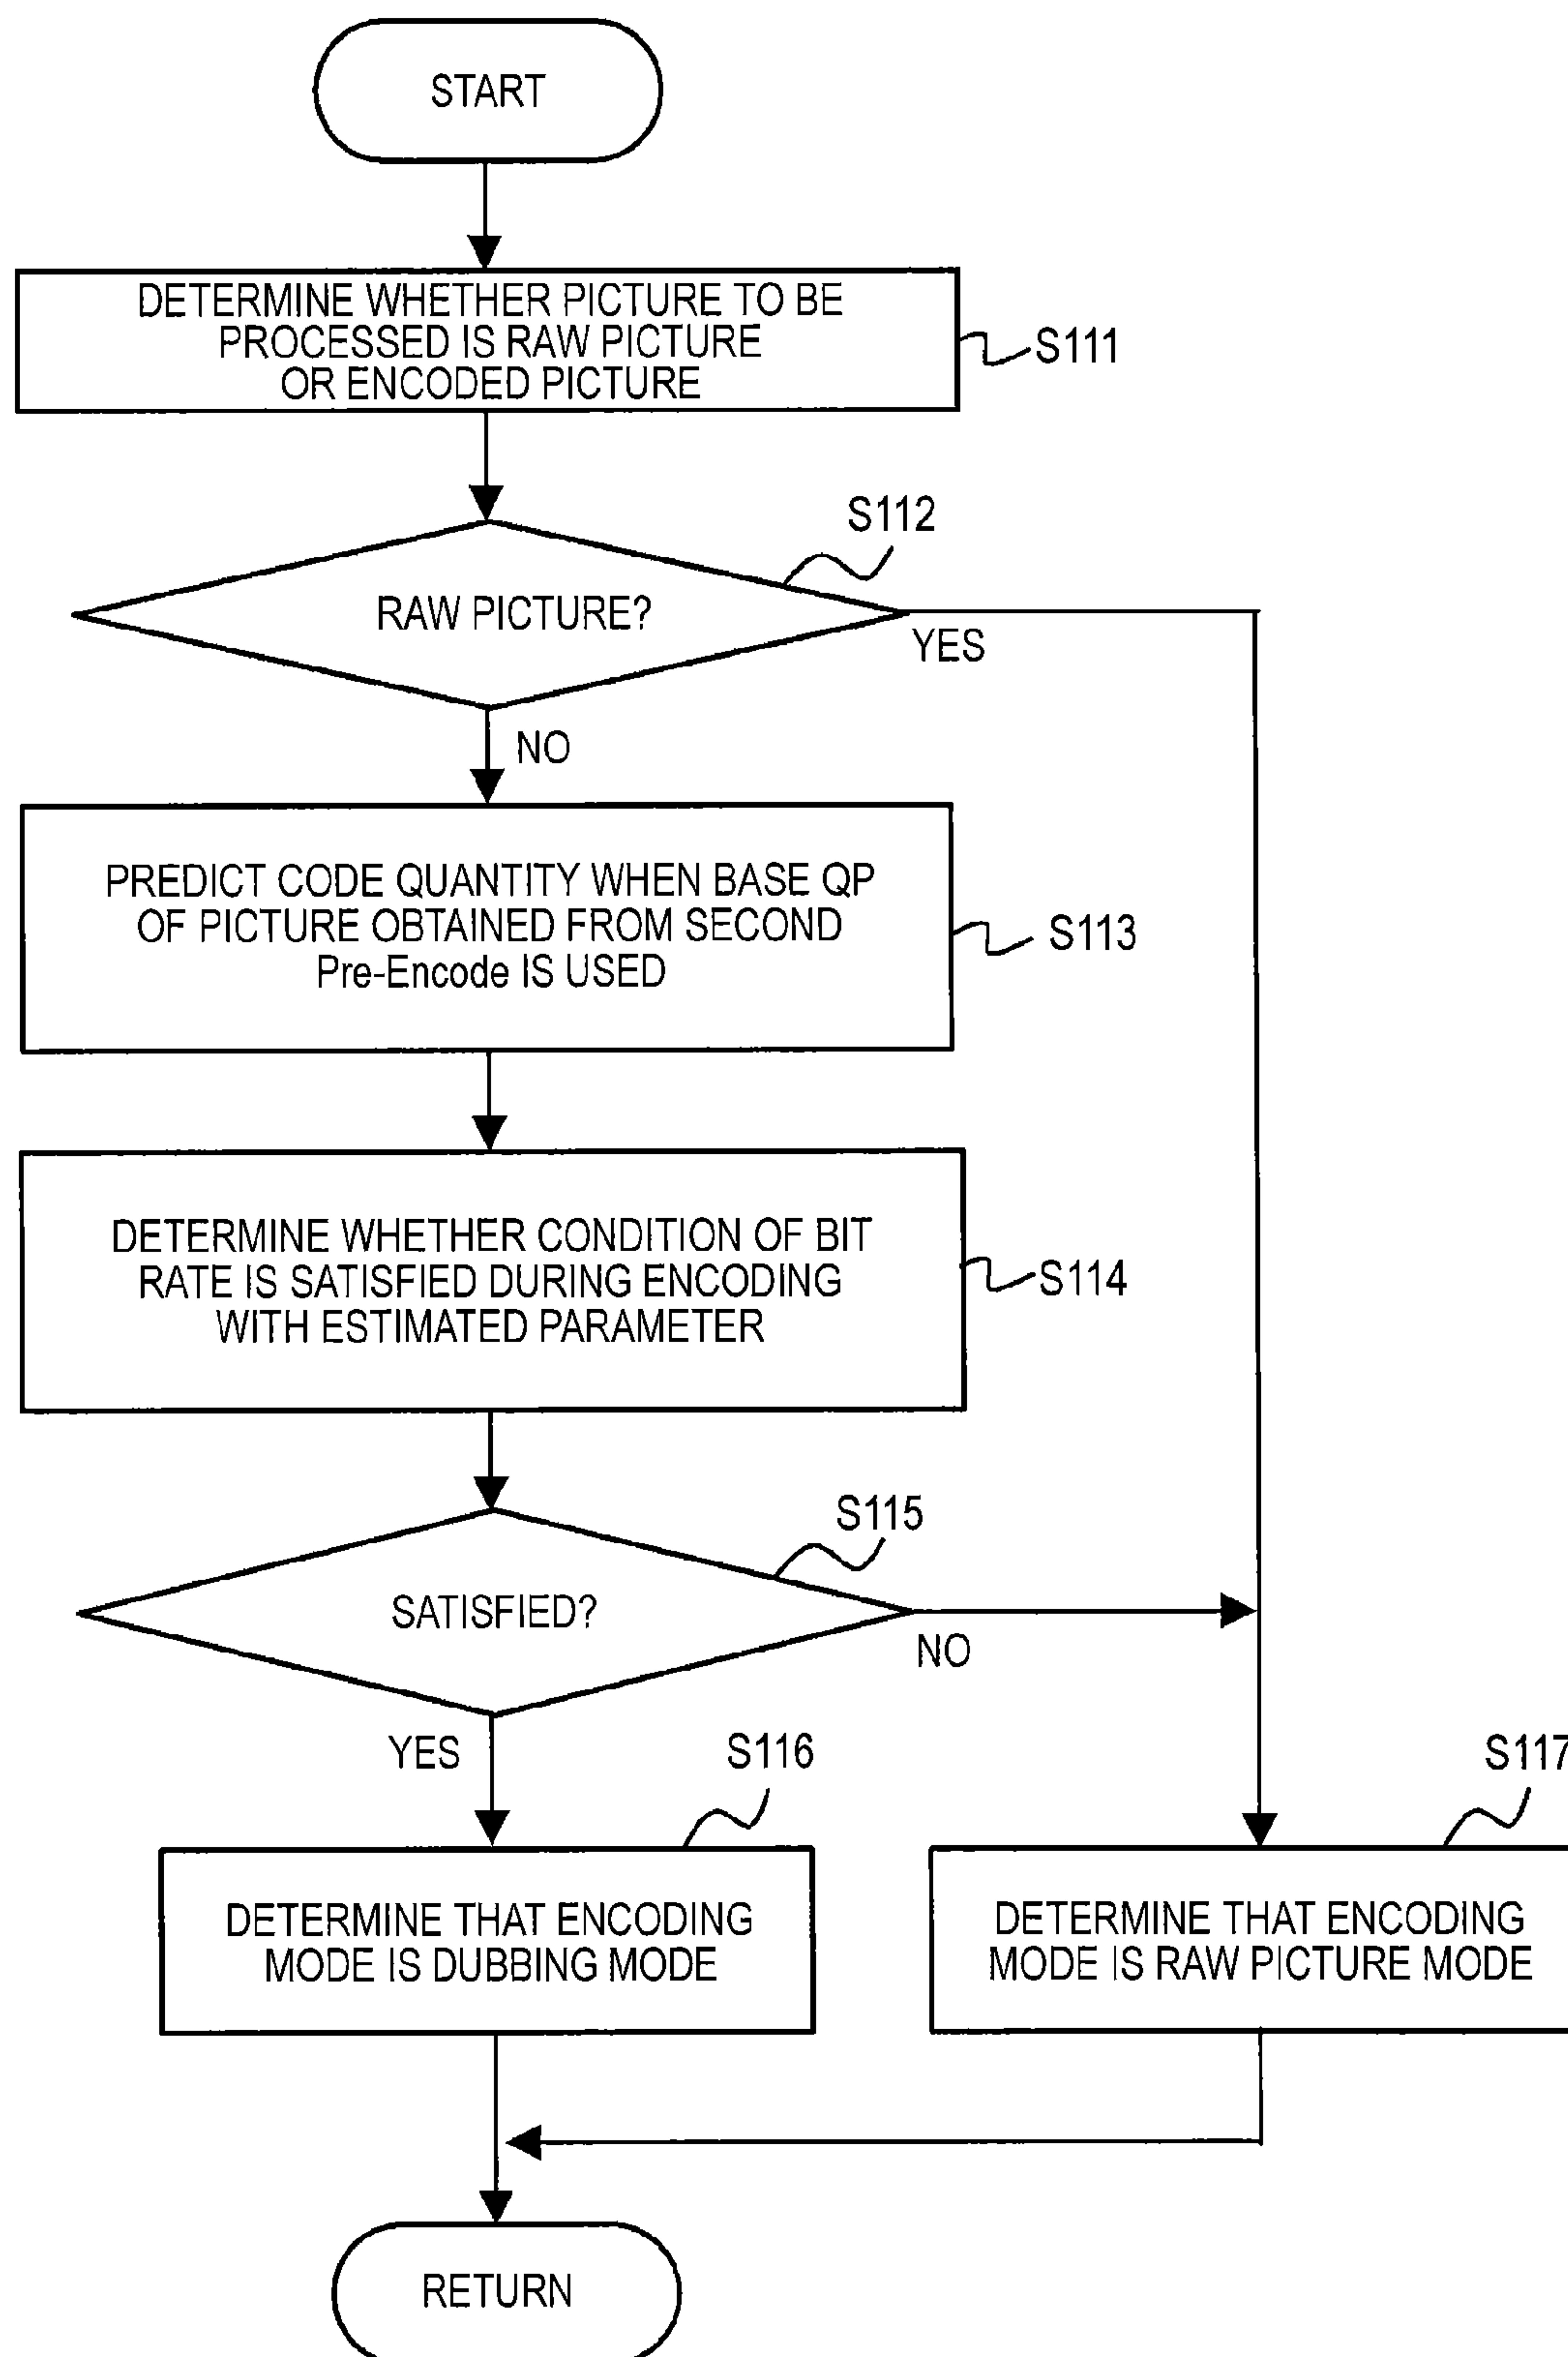 START
DETERMINE WHETHER PICTURE TO BE
PROCESSED IS RAW PICTURE
OR ENCODED PICTURE
S111
S112
RAW PICTURE?
YES
NO
PREDICT CODE QUANTITY WHEN BASE QP
OF PICTURE OBTAINED FROM SECOND
Pre-Encode IS USED
S113
DETERMINE WHETHER CONDITION OF BIT
RATE IS SATISFIED DURING ENCODING
WITH ESTIMATED PARAMETER
S114
S115
SATISFIED?
NO
YES
S116
S117
DETERMINE THAT ENCODING
MODE IS DUBBING MODE
DETERMINE THAT ENCODING
MODE IS RAW PICTURE MODE
RETURN